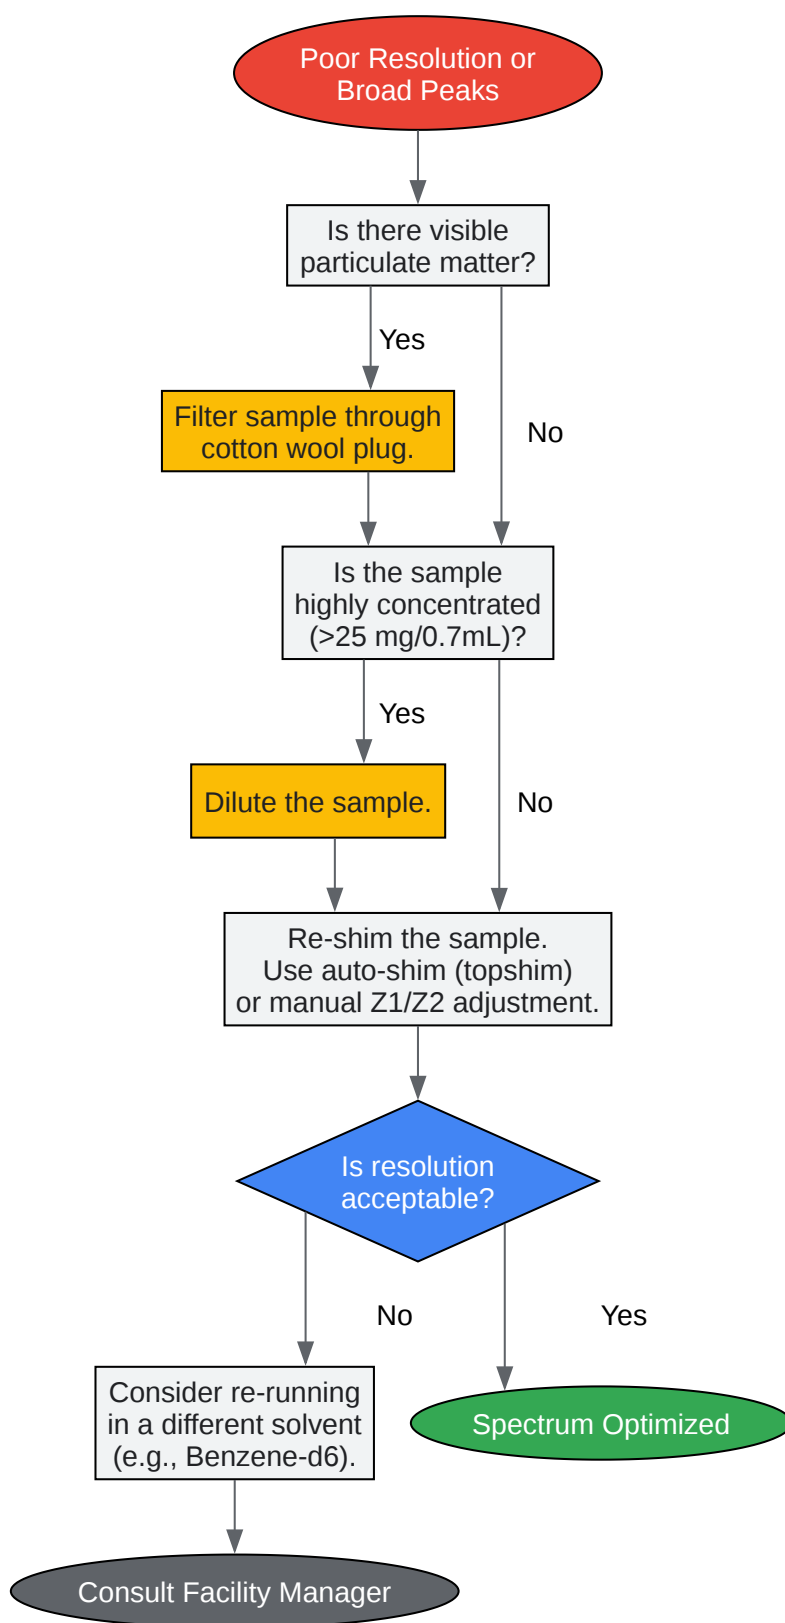 Poor Resolution or
Broad Peaks
Is there visible
particulate matter?
Yes
Filter sample through
cotton wool plug.
No
Is the sample
highly concentrated
(>25 mg/0.7mL)?
Yes
Dilute the sample.
No
Re-shim the sample.
Use auto-shim (topshim)
or manual Z1/Z2 adjustment.
Is resolution
acceptable?
No
Yes
Consider re-running
in a different solvent
(e.g., Benzene-d6).
Spectrum Optimized
Consult Facility Manager